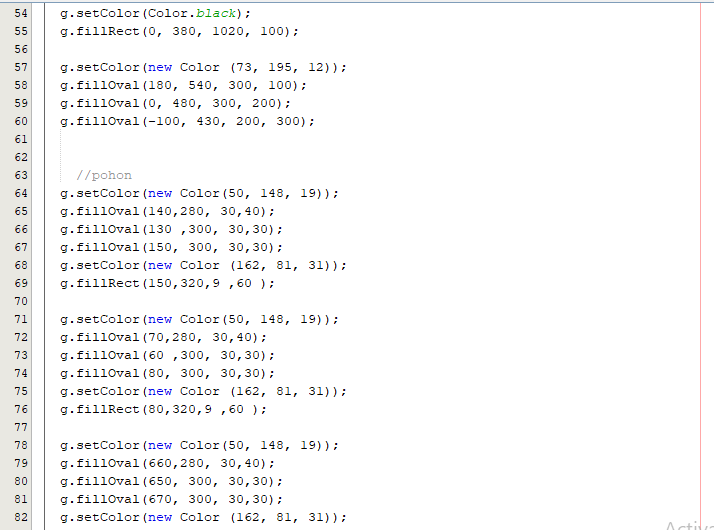 54 g.setColor(Color.black);
55 g.fillRect(0, 380, 1020, 100);
56
57 g.setColor(new Color (73, 195, 12));
58 g.fillOval(180, 540, 300, 100);
59 g.fillOval(0, 480, 300, 200);
60 g.fillOval(-100, 430, 200, 300);
61
62
63 //pohon
64 g.setColor(new Color(50, 148, 19));
65 g.fillOval(140,280, 30,40);
66 g.fillOval(130 ,300, 30,30);
67 g.fillOval(150, 300, 30,30);
68 g.setColor(new Color (162, 81, 31));
69 g.fillRect(150,320,9 ,60 );
70
71 g.setColor(new Color(50, 148, 19));
72 g.fillOval(70,280, 30,40);
73 g.fillOval(60 ,300, 30,30);
74 g.fillOval(80, 300, 30,30);
75 g.setColor(new Color (162, 81, 31));
76 g.fillRect(80,320,9 ,60 );
77
78 g.setColor(new Color(50, 148, 19));
79 g.fillOval(660,280, 30,40);
80 g.fillOval(650, 300, 30,30);
81 g.fillOval(670, 300, 30,30);
82 g.setColor(new Color (162, 81, 31));